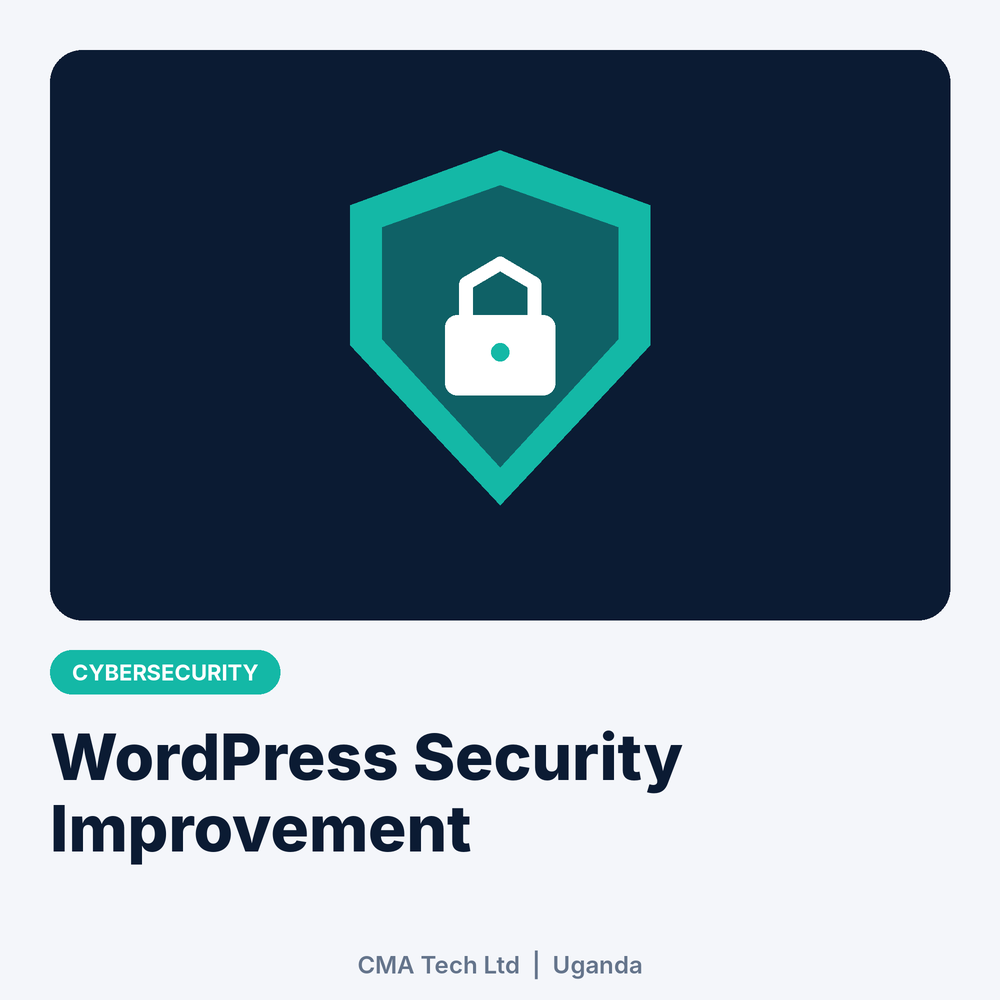 CYBERSECURITY
WordPress Security
Improvement
CMA Tech Ltd | Uganda